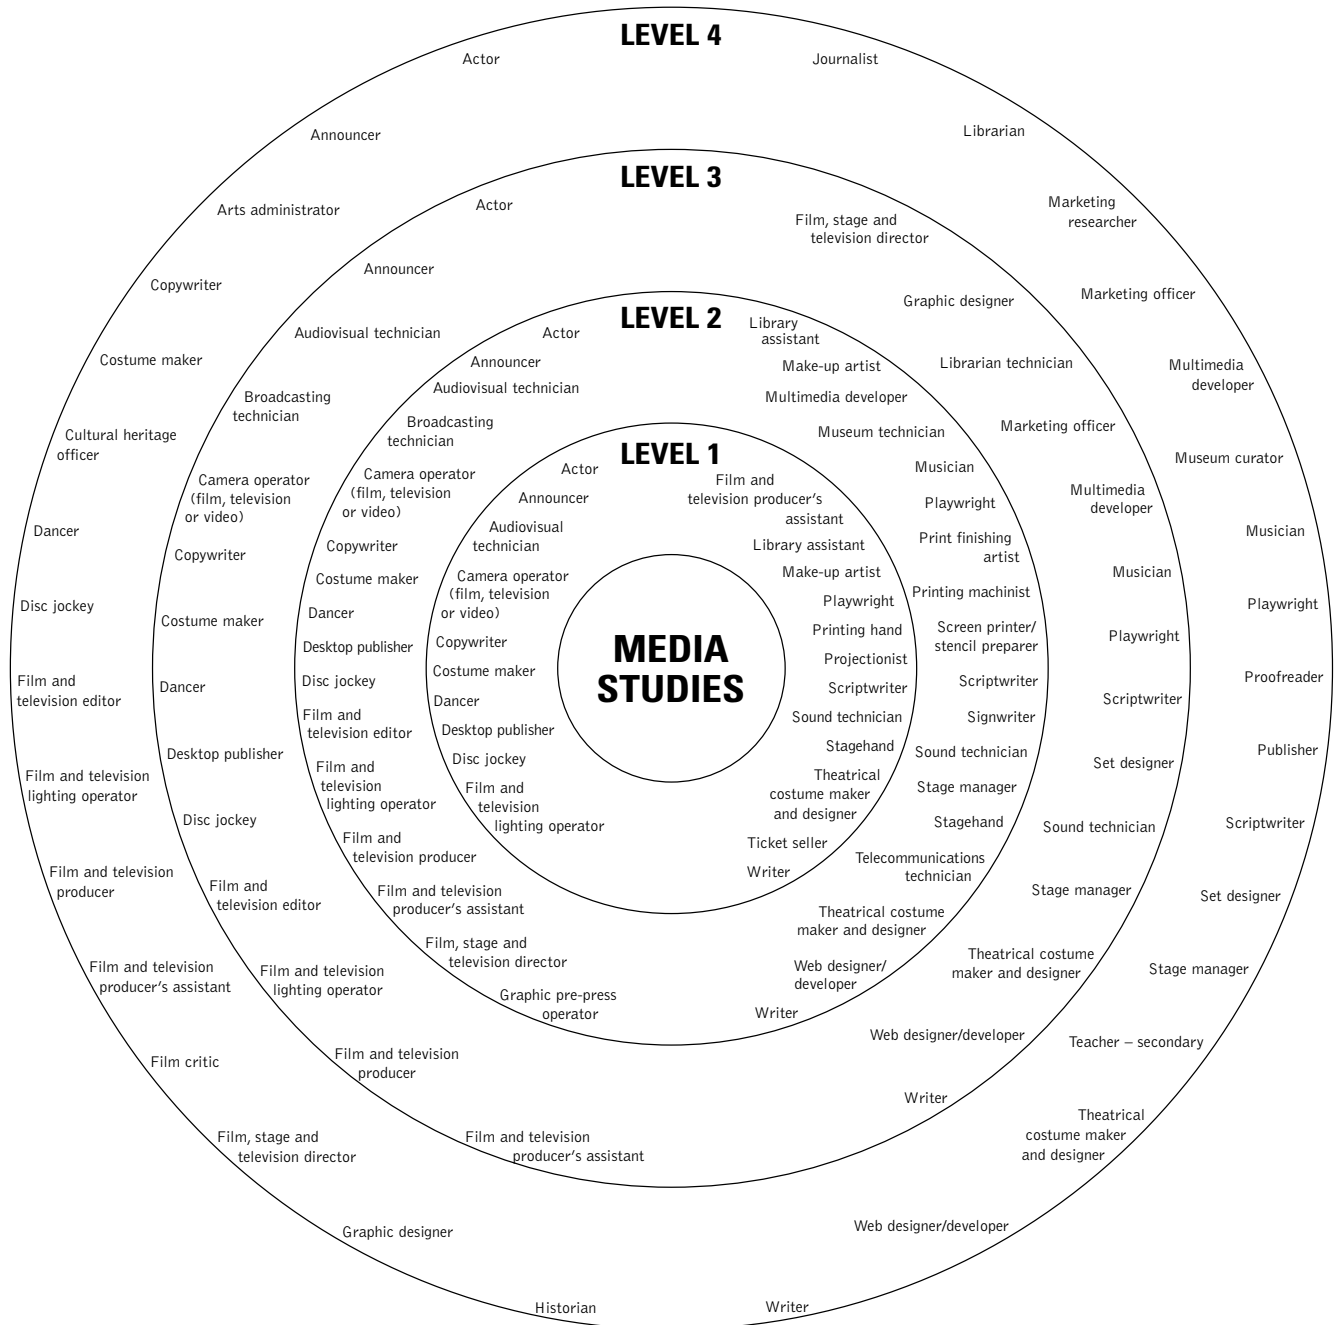 LEVEL 4
Actor
Announcer
Arts administrator
Copywriter
Costume maker
Cultural heritage
officer
Dancer
Disc jockey
Film and
television editor
Film and television
lighting operator
Film and television
producer
Film and television
producer's assistant
Film critic
Film, stage and
television director
Graphic designer
Historian
Journalist
Librarian
Marketing
researcher
Marketing officer
Multimedia
developer
Museum curator
Musician
Playwright
Proofreader
Publisher
Scriptwriter
Set designer
Stage manager
Teacher – secondary
Theatrical
costume maker
and designer
Web designer/developer
Writer
LEVEL 3
Actor
Announcer
Audiovisual technician
Broadcasting
technician
Camera operator
(film, television
or video)
Copywriter
Costume maker
Dancer
Desktop publisher
Disc jockey
Film and
television editor
Film and television
lighting operator
Film and television
producer
Film and television
producer's assistant
Film, stage and
television director
Graphic designer
Librarian technician
Marketing officer
Multimedia
developer
Musician
Playwright
Scriptwriter
Set designer
Sound technician
Stage manager
Theatrical costume
maker and designer
Web designer/developer
Writer
LEVEL 2
Actor
Announcer
Audiovisual technician
Broadcasting
technician
Camera operator
(film, television
or video)
Copywriter
Costume maker
Dancer
Desktop publisher
Disc jockey
Film and
television editor
Film and
television
lighting operator
Film and
television producer
Film and television
producer's assistant
Film, stage and
television director
Graphic pre-press
operator
Library
assistant
Make-up artist
Multimedia developer
Museum technician
Musician
Playwright
Print finishing
artist
Printing machinist
Screen printer/
stencil preparer
Scriptwriter
Signwriter
Sound technician
Stage manager
Stagehand
Telecommunications
technician
Theatrical costume
maker and designer
Web designer/
developer
Writer
LEVEL 1
Actor
Announcer
Audiovisual
technician
Camera operator
(film, television
or video)
Copywriter
Costume maker
Dancer
Desktop publisher
Disc jockey
Film and
television
lighting operator
Film and
television producer's
assistant
Library assistant
Make-up artist
Playwright
Printing hand
Projectionist
Scriptwriter
Sound technician
Stagehand
Theatrical
costume maker
and designer
Ticket seller
Writer
MEDIA
STUDIES